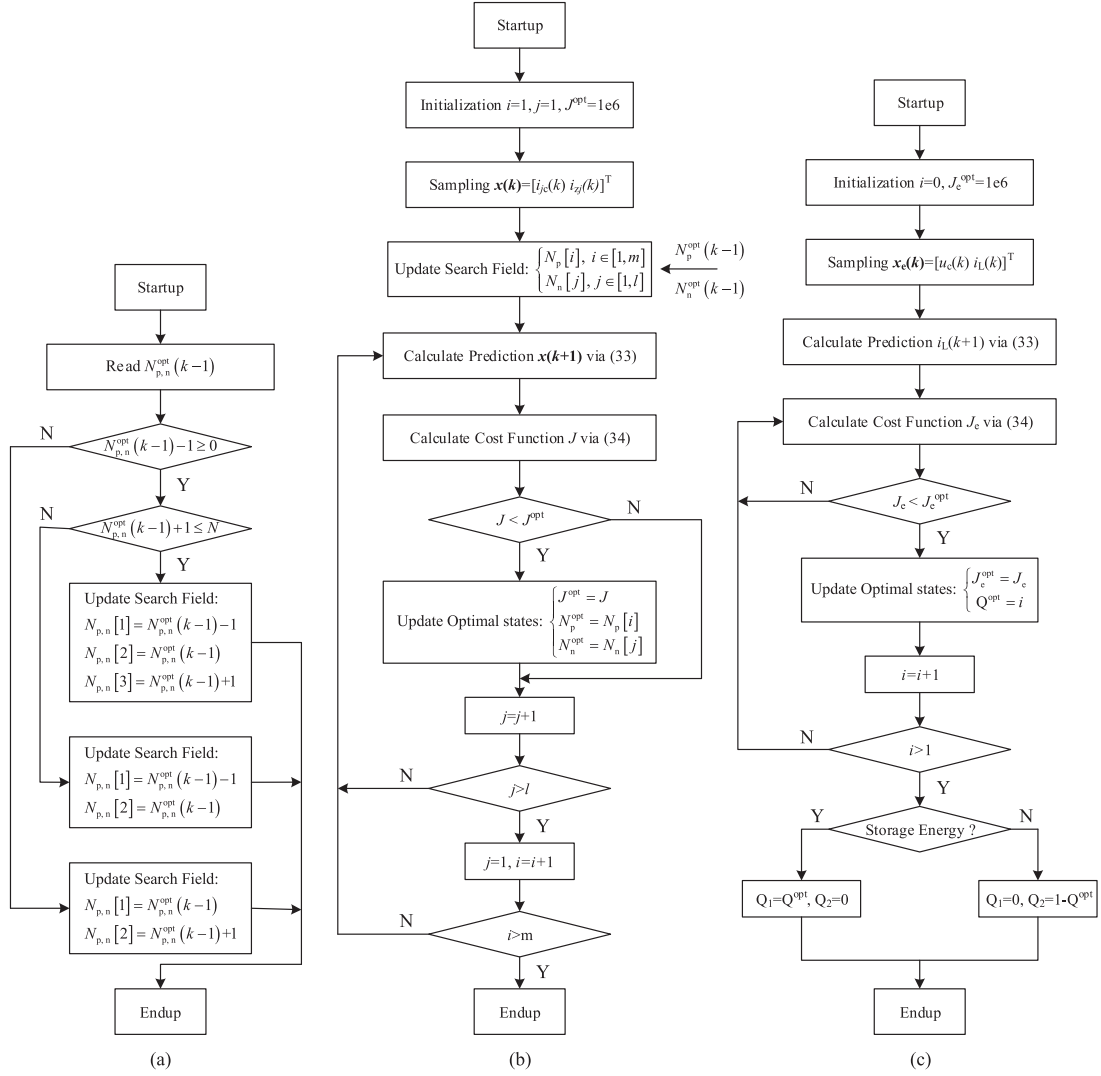 Startup
Read N_{p, n}^{opt}(k−1)
N_{p, n}^{opt}(k−1)−1≥0
N
Y
N_{p, n}^{opt}(k−1)+1≤N
N
Y
Update Search Field:
N_{p, n}[1]=N_{p, n}^{opt}(k−1)−1
N_{p, n}[2]=N_{p, n}^{opt}(k−1)
N_{p, n}[3]=N_{p, n}^{opt}(k−1)+1
Update Search Field:
N_{p, n}[1]=N_{p, n}^{opt}(k−1)−1
N_{p, n}[2]=N_{p, n}^{opt}(k−1)
Update Search Field:
N_{p, n}[1]=N_{p, n}^{opt}(k−1)
N_{p, n}[2]=N_{p, n}^{opt}(k−1)+1
Endup
(a)
Startup
Initialization i=1, j=1, J^{opt}=1e6
Sampling x(k)=[i_{jc}(k) i_{zj}(k)]^T
Update Search Field: {N_p[i], i∈[1,m]
N_n[j], j∈[1,l]
N_p^{opt}(k−1)
N_n^{opt}(k−1)
Calculate Prediction x(k+1) via (33)
Calculate Cost Function J via (34)
J < J^{opt}
N
Y
Update Optimal states: {J^{opt} = J
N_p^{opt} = N_p[i]
N_n^{opt} = N_n[j]
j=j+1
j>l
N
Y
j=1, i=i+1
i>m
N
Y
Endup
(b)
Startup
Initialization i=0, J_e^{opt}=1e6
Sampling x_e(k)=[u_c(k) i_L(k)]^T
Calculate Prediction i_L(k+1) via (33)
Calculate Cost Function J_e via (34)
J_e < J_e^{opt}
N
Y
Update Optimal states: {J_e^{opt} = J_e
Q^{opt} = i
i=i+1
i>1
N
Y
Storage Energy ?
Y
N
Q_1=Q^{opt}, Q_2=0
Q_1=0, Q_2=1-Q^{opt}
Endup
(c)